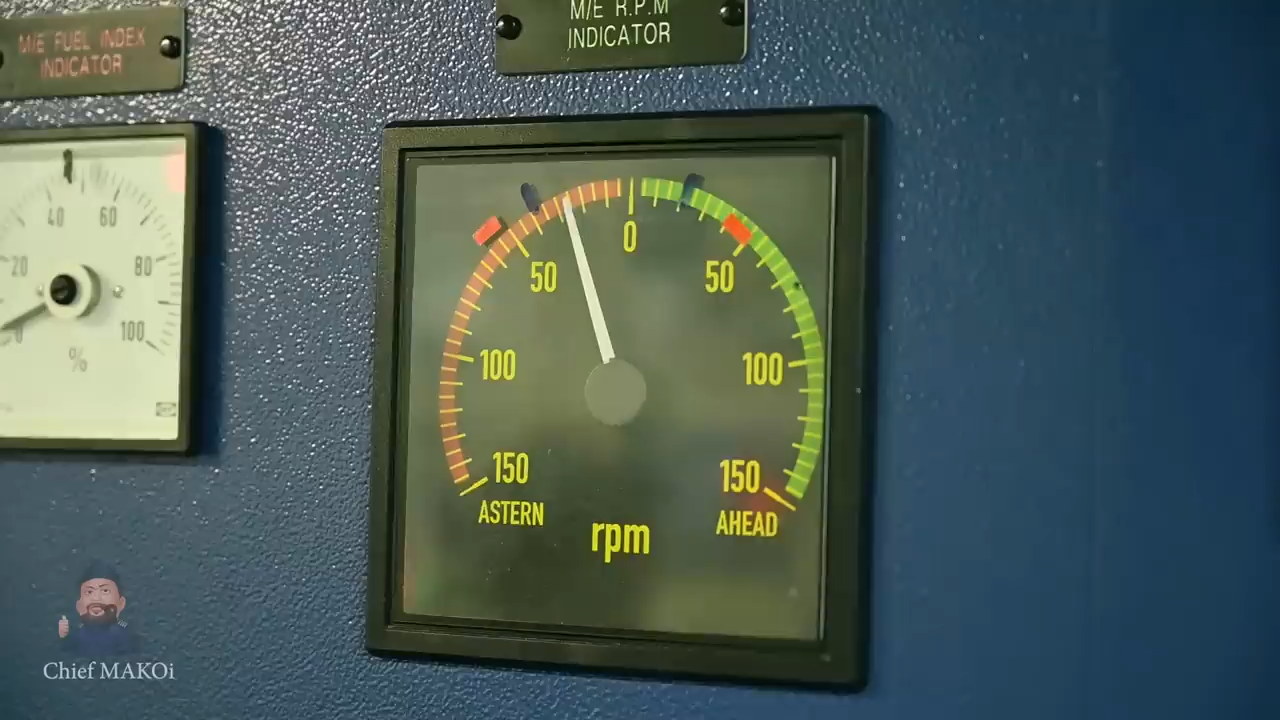 M/E FUEL INDEX
INDICATOR
M/E R.P.M
INDICATOR
40 60
20 80
0 100
%
0
50 50
100 100
150 150
ASTERN AHEAD
rpm
Chief MAKOi